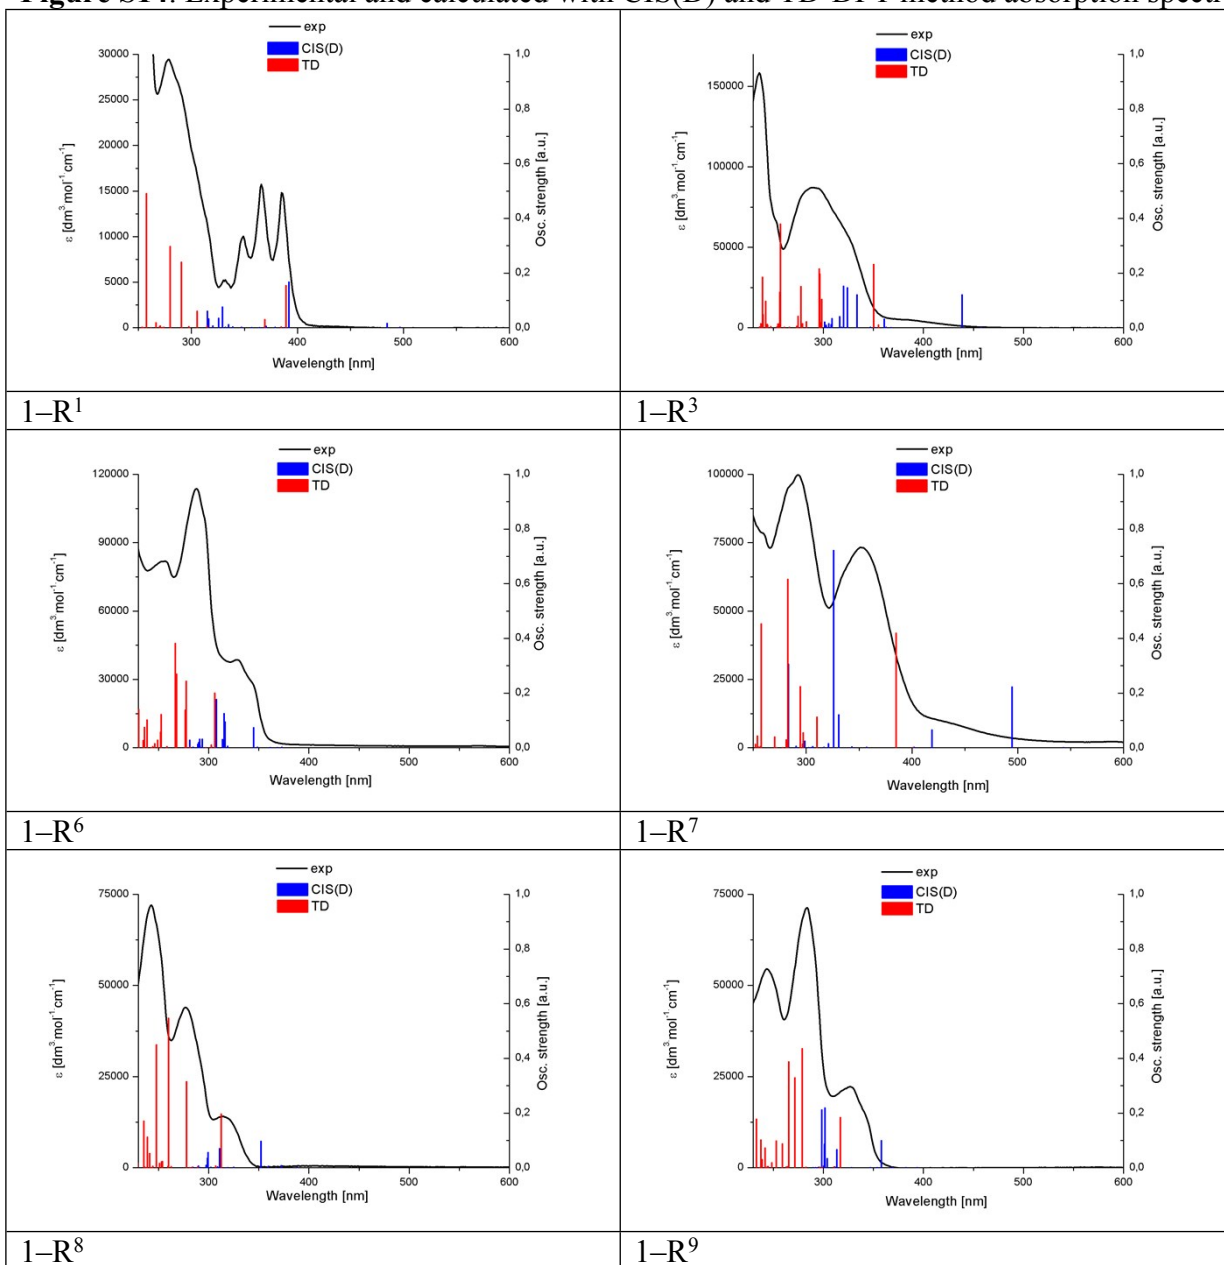 Figure S14. Experimental and calculated with CIS(D) and TD-DFT method absorption spectr
exp
CIS(D)
TD
30000
25000
20000
15000
10000
5000
0
1,0
0,8
0,6
0,4
0,2
0,0
300
400
500
600
ε [dm³ mol⁻¹ cm⁻¹]
Osc. strength [a.u.]
Wavelength [nm]
exp
CIS(D)
TD
150000
100000
50000
0
1,0
0,8
0,6
0,4
0,2
0,0
300
400
500
600
ε [dm³ mol⁻¹ cm⁻¹]
Osc. strength [a.u.]
Wavelength [nm]
1–R¹
1–R³
exp
CIS(D)
TD
120000
90000
60000
30000
0
1,0
0,8
0,6
0,4
0,2
0,0
300
400
500
600
ε [dm³ mol⁻¹ cm⁻¹]
Osc. strength [a.u.]
Wavelength [nm]
exp
CIS(D)
TD
100000
75000
50000
25000
0
1,0
0,8
0,6
0,4
0,2
0,0
300
400
500
600
ε [dm³ mol⁻¹ cm⁻¹]
Osc. strength [a.u.]
Wavelength [nm]
1–R⁶
1–R⁷
exp
CIS(D)
TD
75000
50000
25000
0
1,0
0,8
0,6
0,4
0,2
0,0
300
400
500
600
ε [dm³ mol⁻¹ cm⁻¹]
Osc. strength [a.u.]
Wavelength [nm]
exp
CIS(D)
TD
75000
50000
25000
0
1,0
0,8
0,6
0,4
0,2
0,0
300
400
500
600
ε [dm³ mol⁻¹ cm⁻¹]
Osc. strength [a.u.]
Wavelength [nm]
1–R⁸
1–R⁹